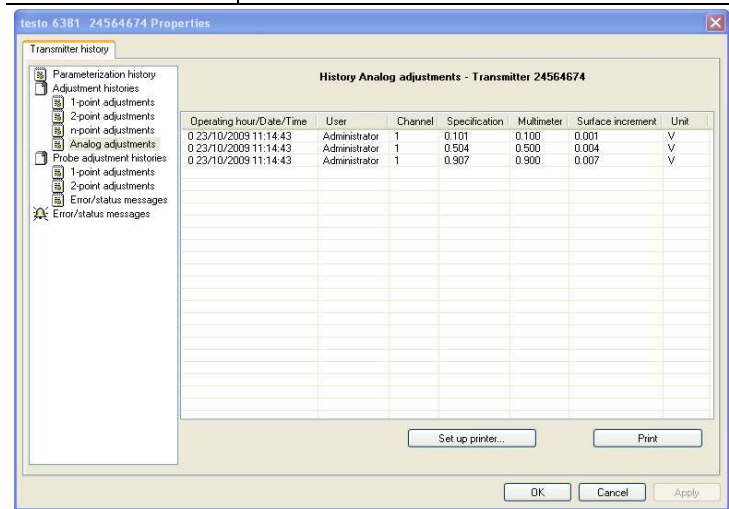 testo 6381 24564674 Properties
Transmitter history
Parameterization history
Adjustment histories
1-point adjustments
2-point adjustments
n-point adjustments
Analog adjustments
Probe adjustment histories
1-point adjustments
2-point adjustments
Error/status messages
Error/status messages
History Analog adjustments - Transmitter 24564674
Operating hour/Date/Time User Channel Specification Multimeter Surface increment Unit
0 23/10/2009 11:14:43 Administrator 1 0.101 0.100 0.001 V
0 23/10/2009 11:14:43 Administrator 1 0.504 0.500 0.004 V
0 23/10/2009 11:14:43 Administrator 1 0.907 0.900 0.007 V
Set up printer... Print
OK Cancel Apply